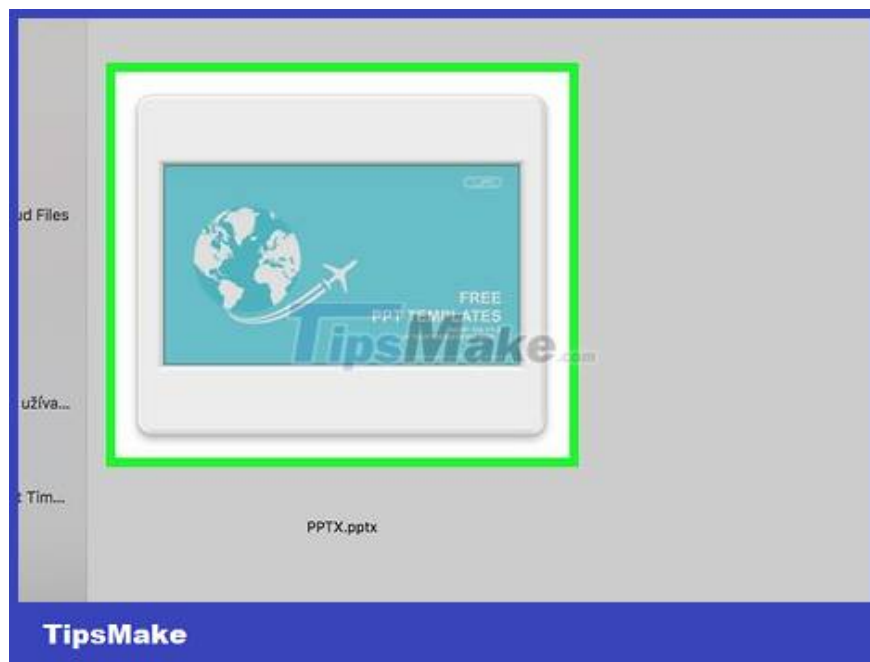 ud Files
užíva...
t Tim...
FREE
PPT TEMPLATES
TipsMake.com
PPTX.pptx
TipsMake